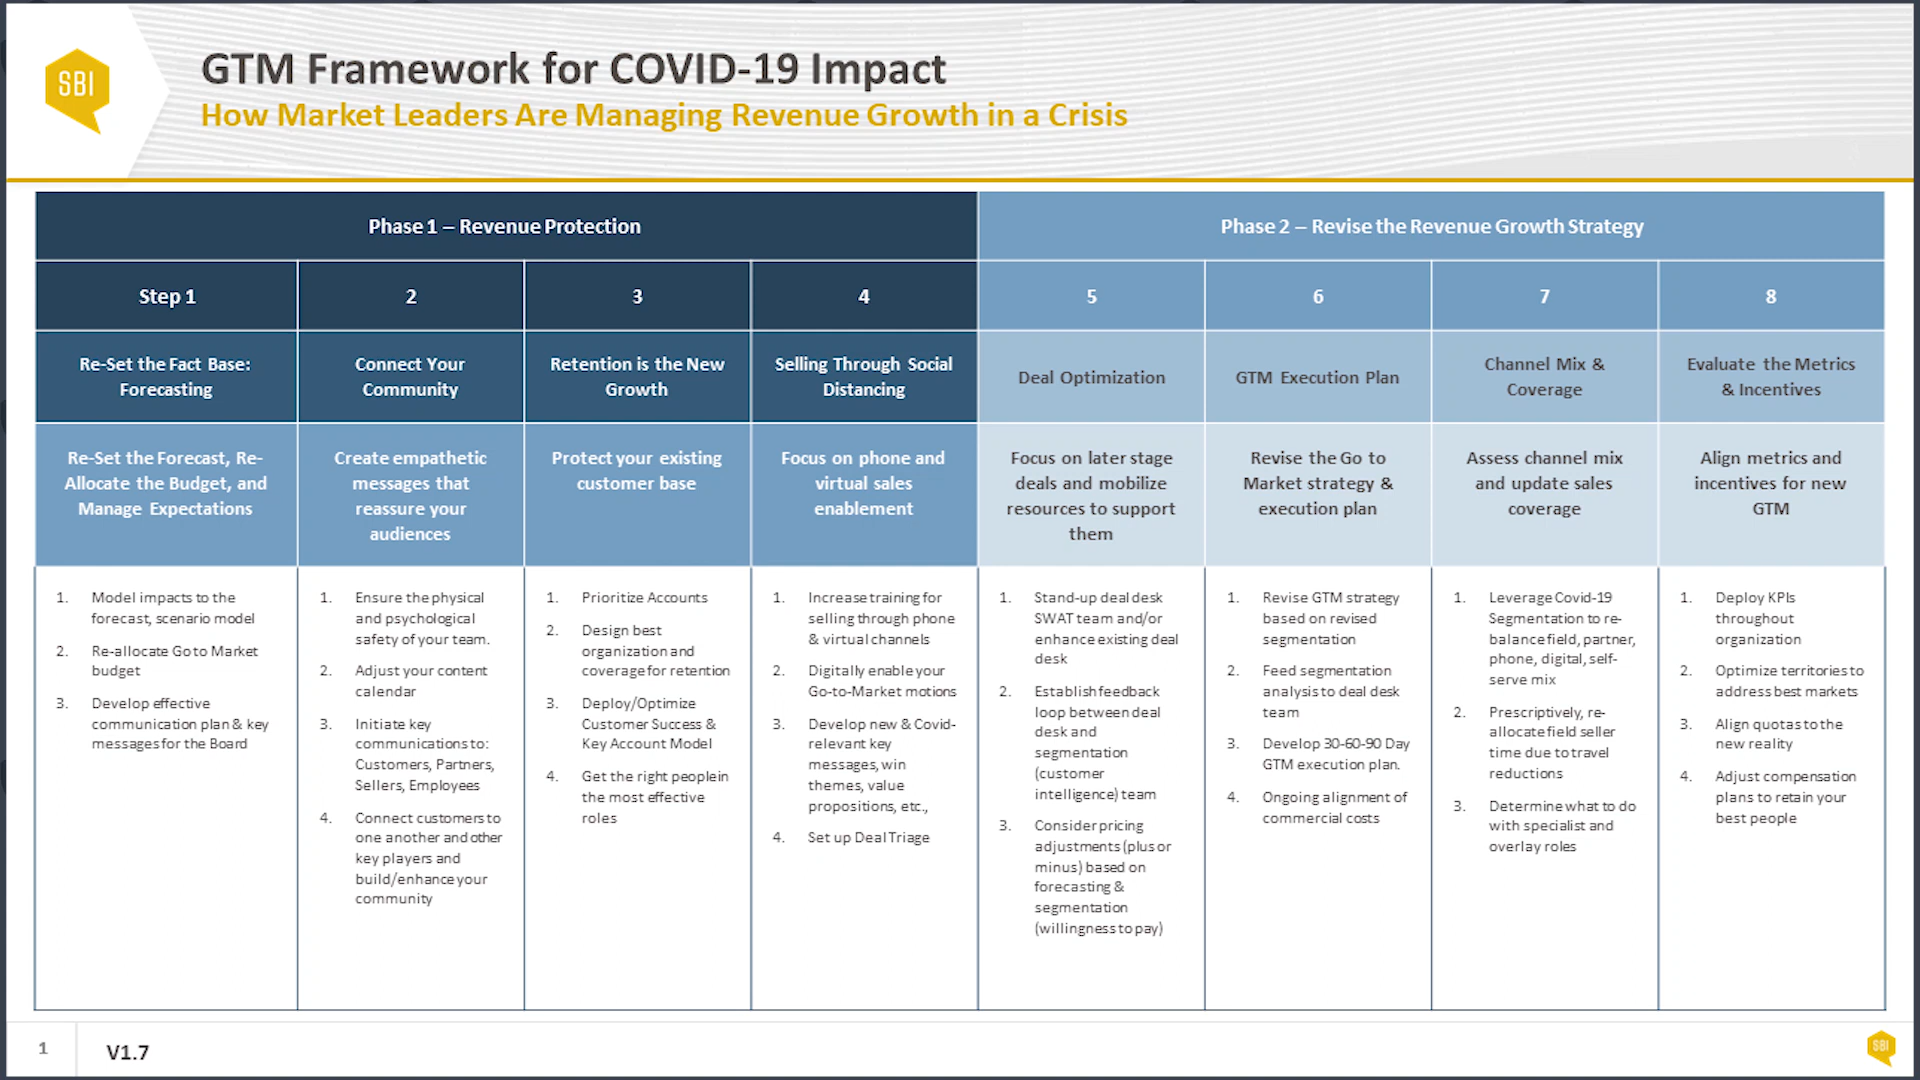 SBI
GTM Framework for COVID-19 Impact
How Market Leaders Are Managing Revenue Growth in a Crisis
Phase 1 – Revenue Protection
Phase 2 – Revise the Revenue Growth Strategy
Step 1
2
3
4
5
6
7
8
Re-Set the Fact Base:
Forecasting
Connect Your
Community
Retention is the New
Growth
Selling Through Social
Distancing
Deal Optimization
GTM Execution Plan
Channel Mix &
Coverage
Evaluate the Metrics
& Incentives
Re-Set the Forecast, Re-
Allocate the Budget, and
Manage Expectations
Create empathetic
messages that
reassure your
audiences
Protect your existing
customer base
Focus on phone and
virtual sales
enablement
Focus on later stage
deals and mobilize
resources to support
them
Revise the Go to
Market strategy &
execution plan
Assess channel mix
and update sales
coverage
Align metrics and
incentives for new
GTM
1. Model impacts to the
forecast, scenario model
2. Re-allocate Go to Market
budget
3. Develop effective
communication plan & key
messages for the Board
1. Ensure the physical
and psychological
safety of your team.
2. Adjust your content
calendar
3. Initiate key
communications to:
Customers, Partners,
Sellers, Employees
4. Connect customers to
one another and other
key players and
build/enhance your
community
1. Prioritize Accounts
2. Design best
organization and
coverage for retention
3. Deploy/Optimize
Customer Success &
Key Account Model
4. Get the right people in
the most effective
roles
1. Increase training for
selling through phone
& virtual channels
2. Digitally enable your
Go-to-Market motions
3. Develop new & Covid-
relevant key
messages, win
themes, value
propositions, etc.,
4. Set up Deal Triage
1. Stand-up deal desk
SWAT team and/or
enhance existing deal
desk
2. Establish feedback
loop between deal
desk and
segmentation
(customer
intelligence) team
3. Consider pricing
adjustments (plus or
minus) based on
forecasting &
segmentation
(willingness to pay)
1. Revise GTM strategy
based on revised
segmentation
2. Feed segmentation
analysis to deal desk
team
3. Develop 30-60-90 Day
GTM execution plan.
4. Ongoing alignment of
commercial costs
1. Leverage Covid-19
Segmentation to re-
balance field, partner,
phone, digital, self-
serve mix
2. Prescriptively, re-
allocate field seller
time due to travel
reductions
3. Determine what to do
with specialist and
overlay roles
1. Deploy KPIs
throughout
organization
2. Optimize territories to
address best markets
3. Align quotas to the
new reality
4. Adjust compensation
plans to retain your
best people
1
V1.7
SBI